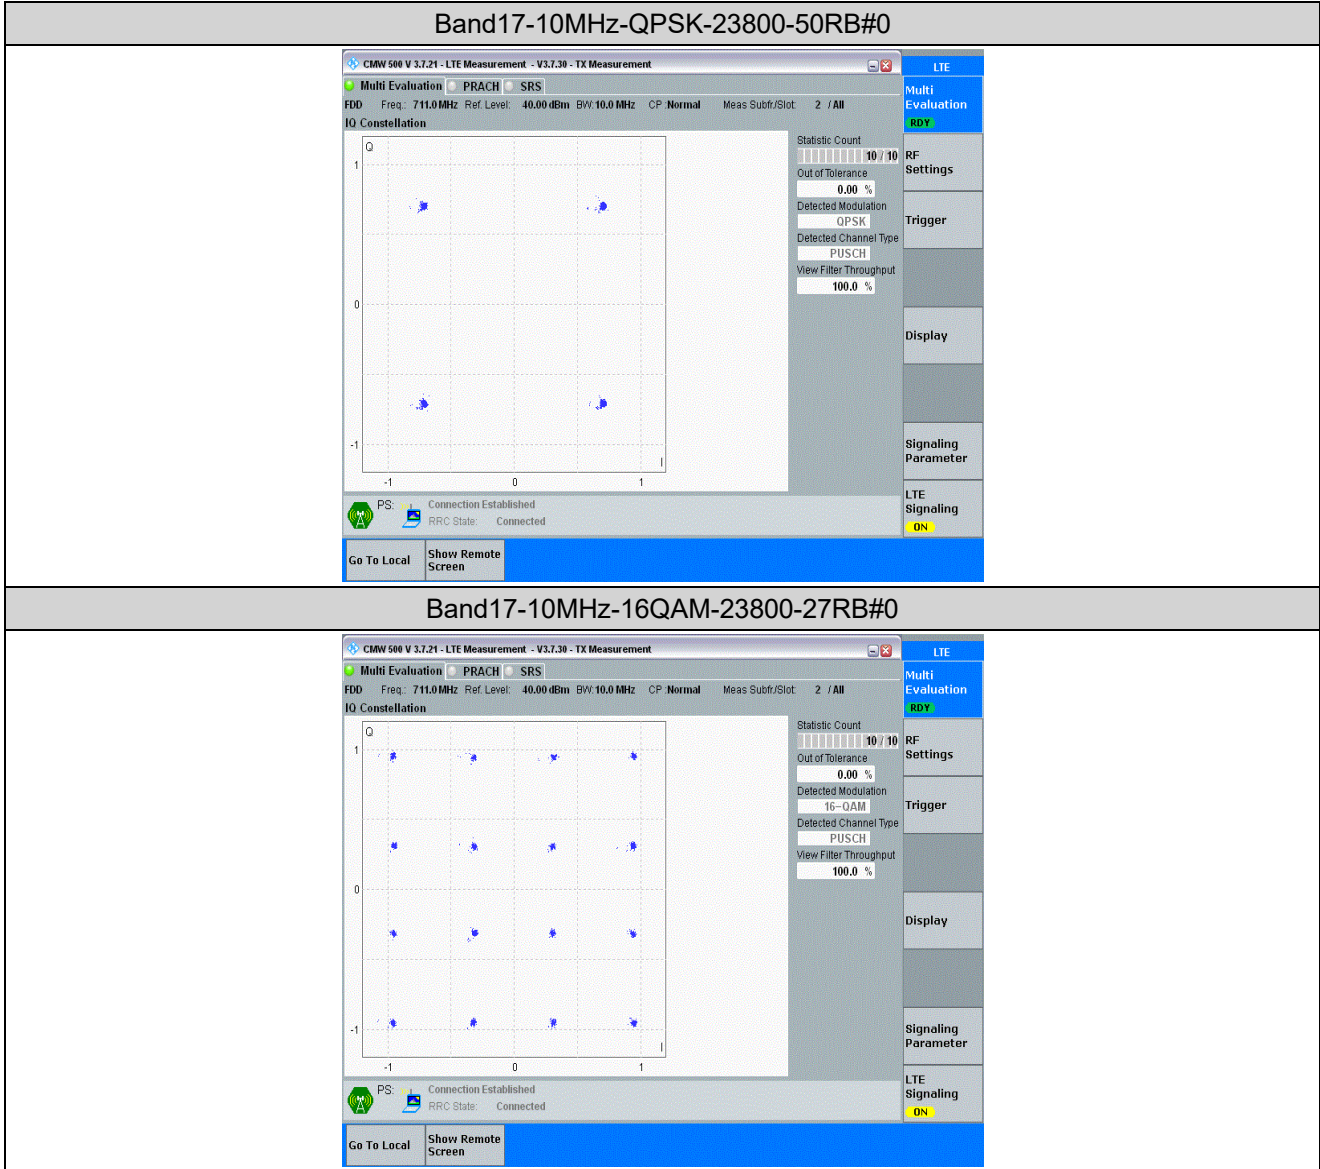 Band17-10MHz-QPSK-23800-50RB#0
CMW 500 V 3.7.21 - LTE Measurement - V3.7.30 - TX Measurement
LTE
Multi Evaluation PRACH SRS
Multi
Evaluation
RDY
FDD Freq.: 711.0 MHz Ref. Level: 40.00 dBm BW: 10.0 MHz CP :Normal Meas Subfr./Slot: 2 / All
IQ Constellation
Q
1
0
-1
-1 0 1
I
Statistic Count
10 / 10
Out of Tolerance
0.00 %
Detected Modulation
QPSK
Detected Channel Type
PUSCH
View Filter Throughput
100.0 %
RF
Settings
Trigger
Display
Signaling
Parameter
LTE
Signaling
ON
PS: Connection Established
RRC State: Connected
Go To Local
Show Remote
Screen
Band17-10MHz-16QAM-23800-27RB#0
CMW 500 V 3.7.21 - LTE Measurement - V3.7.30 - TX Measurement
LTE
Multi Evaluation PRACH SRS
Multi
Evaluation
RDY
FDD Freq.: 711.0 MHz Ref. Level: 40.00 dBm BW: 10.0 MHz CP :Normal Meas Subfr./Slot: 2 / All
IQ Constellation
Q
1
0
-1
-1 0 1
I
Statistic Count
10 / 10
Out of Tolerance
0.00 %
Detected Modulation
16-QAM
Detected Channel Type
PUSCH
View Filter Throughput
100.0 %
RF
Settings
Trigger
Display
Signaling
Parameter
LTE
Signaling
ON
PS: Connection Established
RRC State: Connected
Go To Local
Show Remote
Screen